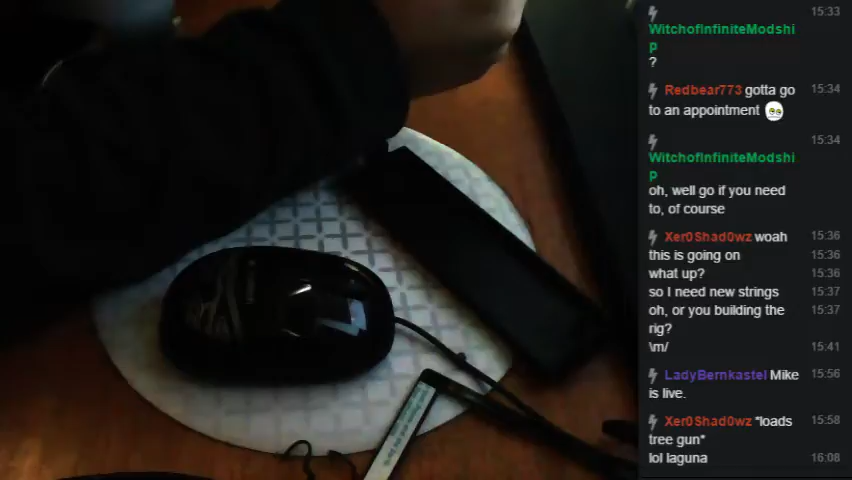 15:33
WitchofInfiniteModshi
p
?
Redbear773 gotta go 15:34
to an appointment
15:34
WitchofInfiniteModshi
p
oh, well go if you need
to, of course
Xer0Shad0wz woah 15:36
this is going on 15:36
what up? 15:36
so I need new strings 15:37
oh, or you building the 15:37
rig?
\m/ 15:41
LadyBernkastel Mike 15:56
is live.
Xer0Shad0wz *loads 15:58
tree gun*
lol laguna 16:08